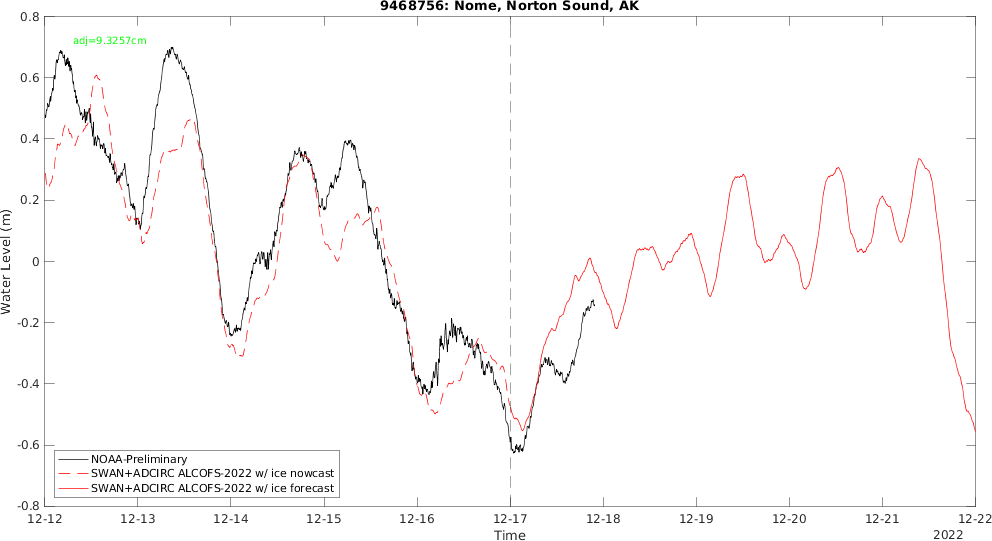 9468756: Nome, Norton Sound, AK
adj=9.3257cm
Water Level (m)
0.8
0.6
0.4
0.2
0
-0.2
-0.4
-0.6
-0.8
NOAA-Preliminary
SWAN+ADCIRC ALCOFS-2022 w/ ice nowcast
SWAN+ADCIRC ALCOFS-2022 w/ ice forecast
12-12 12-13 12-14 12-15 12-16 12-17 12-18 12-19 12-20 12-21 12-22
Time
2022